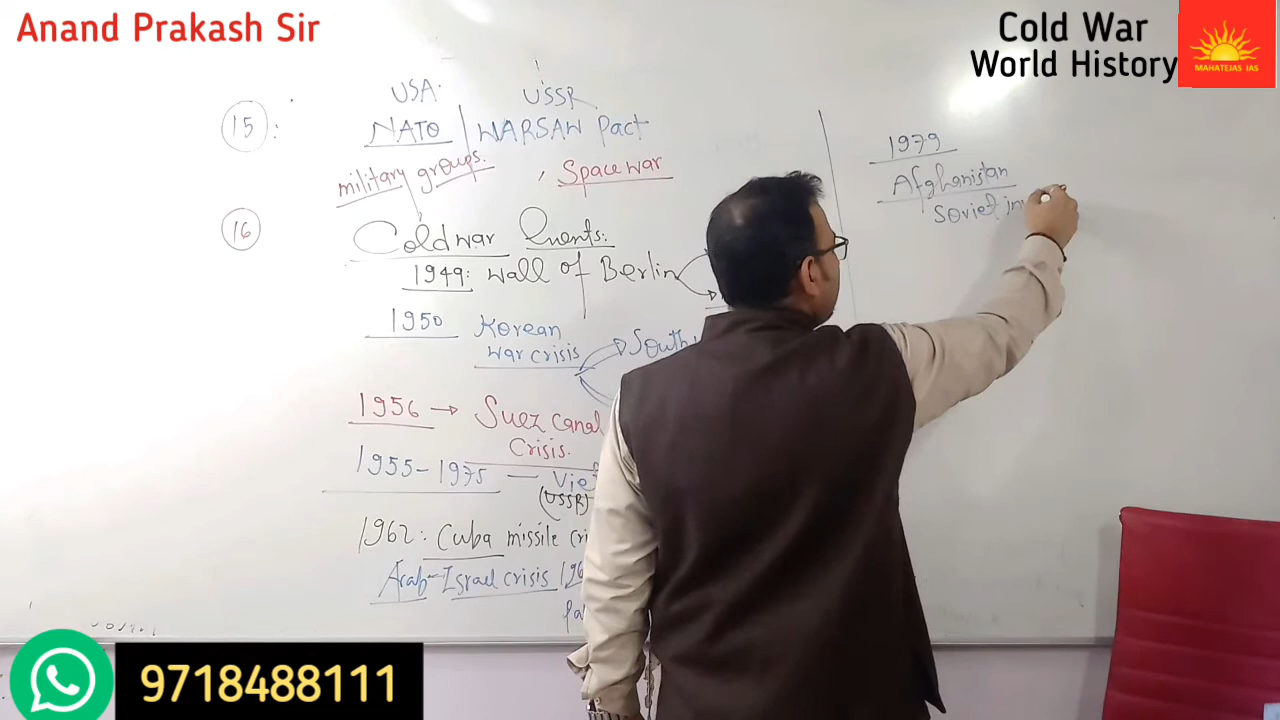 Anand Prakash Sir
Cold War
World History
MAHATEJAS IAS
USA
USSR
15:
NATO
WARSAW Pact
military groups.
Space war
16
Cold war Events:
1949: Wall of Berlin
1950 Korean
war crisis
South
1956 → Suez canal
Crisis.
1955-1975 —
(USSR)
1962: Cuba missile
Arab-Israel crisis
1979
Afghanistan
Soviet
9718488111